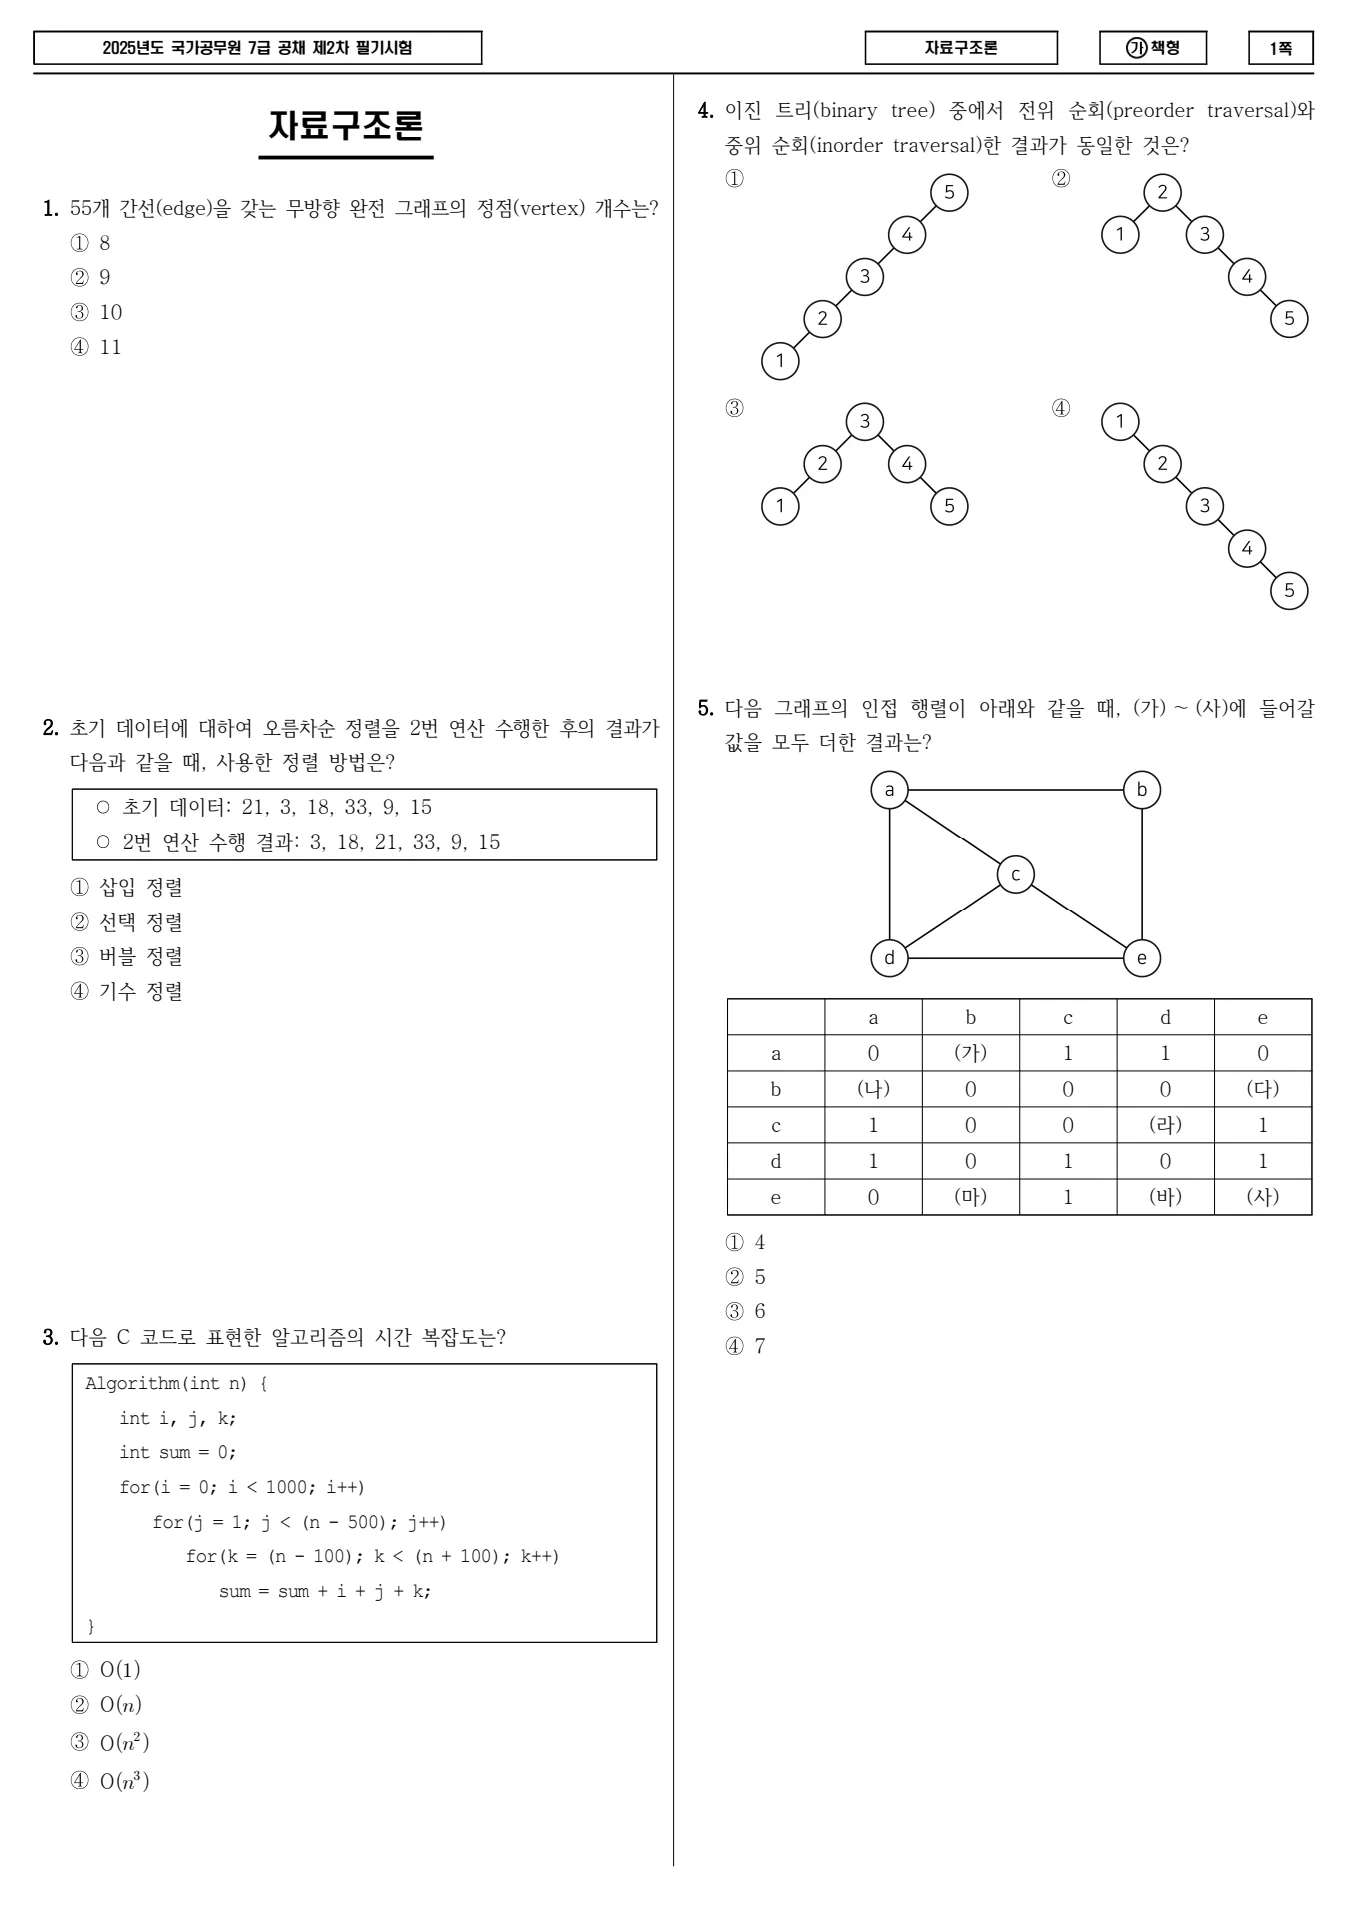 2025년도 국가공무원 7급 공채 제2차 필기시험
자료구조론
㉮ 책형
1쪽
자료구조론
1. 55개 간선(edge)을 갖는 무방향 완전 그래프의 정점(vertex) 개수는?
① 8
② 9
③ 10
④ 11
2. 초기 데이터에 대하여 오름차순 정렬을 2번 연산 수행한 후의 결과가
다음과 같을 때, 사용한 정렬 방법은?
○ 초기 데이터: 21, 3, 18, 33, 9, 15
○ 2번 연산 수행 결과: 3, 18, 21, 33, 9, 15
① 삽입 정렬
② 선택 정렬
③ 버블 정렬
④ 기수 정렬
3. 다음 C 코드로 표현한 알고리즘의 시간 복잡도는?
Algorithm(int n) {
int i, j, k;
int sum = 0;
for(i = 0; i < 1000; i++)
for(j = 1; j < (n - 500); j++)
for(k = (n - 100); k < (n + 100); k++)
sum = sum + i + j + k;
}
① O(1)
② O(n)
③ O(n²)
④ O(n³)
4. 이진 트리(binary tree) 중에서 전위 순회(preorder traversal)와
중위 순회(inorder traversal)한 결과가 동일한 것은?
① ②
5 2
4 1 3
3 4
2 5
1
③ ④
3 1
2 4 2
1 5 3
4
5
5. 다음 그래프의 인접 행렬이 아래와 같을 때, (가) ~ (사)에 들어갈
값을 모두 더한 결과는?
a b
c
d e
a b c d e
a 0 (가) 1 1 0
b (나) 0 0 0 (다)
c 1 0 0 (라) 1
d 1 0 1 0 1
e 0 (마) 1 (바) (사)
① 4
② 5
③ 6
④ 7